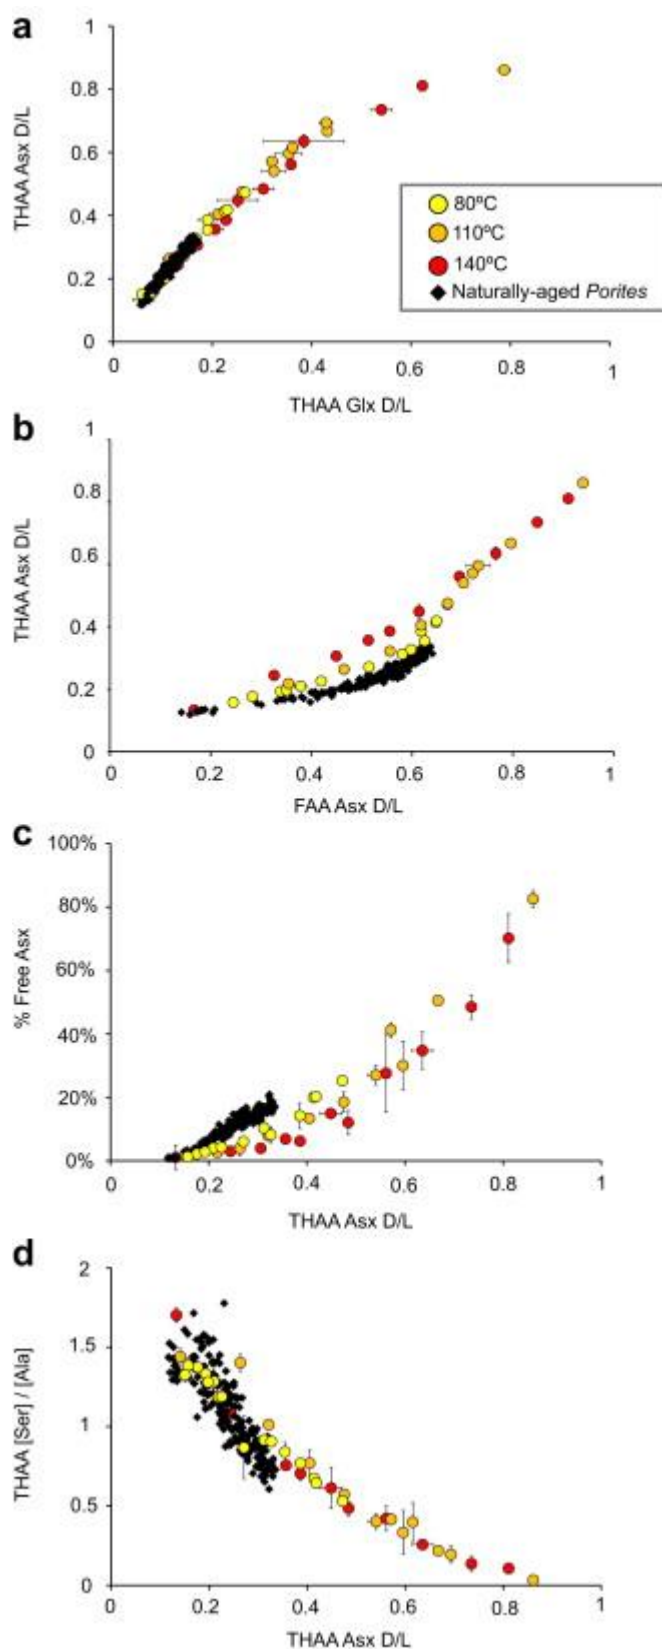 a
1
0.8
0.6
0.4
0.2
0
THAA Asx D/L
0.2 0.4 0.6 0.8 1
0
THAA Glx D/L
80ºC
110ºC
140ºC
Naturally-aged Porites
b
1
0.8
0.6
0.4
0.2
0
THAA Asx D/L
0 0.2 0.4 0.6 0.8 1
FAA Asx D/L
c
100%
80%
60%
40%
20%
0%
% Free Asx
0 0.2 0.4 0.6 0.8 1
THAA Asx D/L
d
2
1.5
1
0.5
0
THAA [Ser] / [Ala]
0 0.2 0.4 0.6 0.8 1
THAA Asx D/L